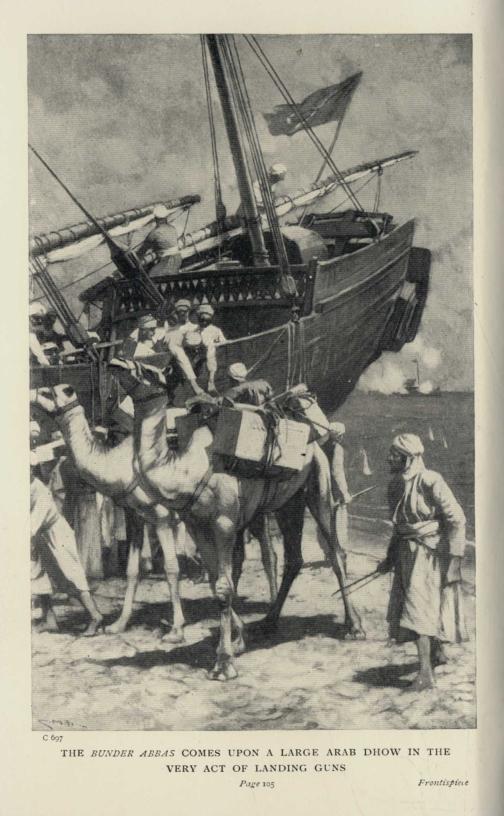 C 697
THE BUNDER ABBAS COMES UPON A LARGE ARAB DHOW IN THE
VERY ACT OF LANDING GUNS
Page 105
Frontispiece